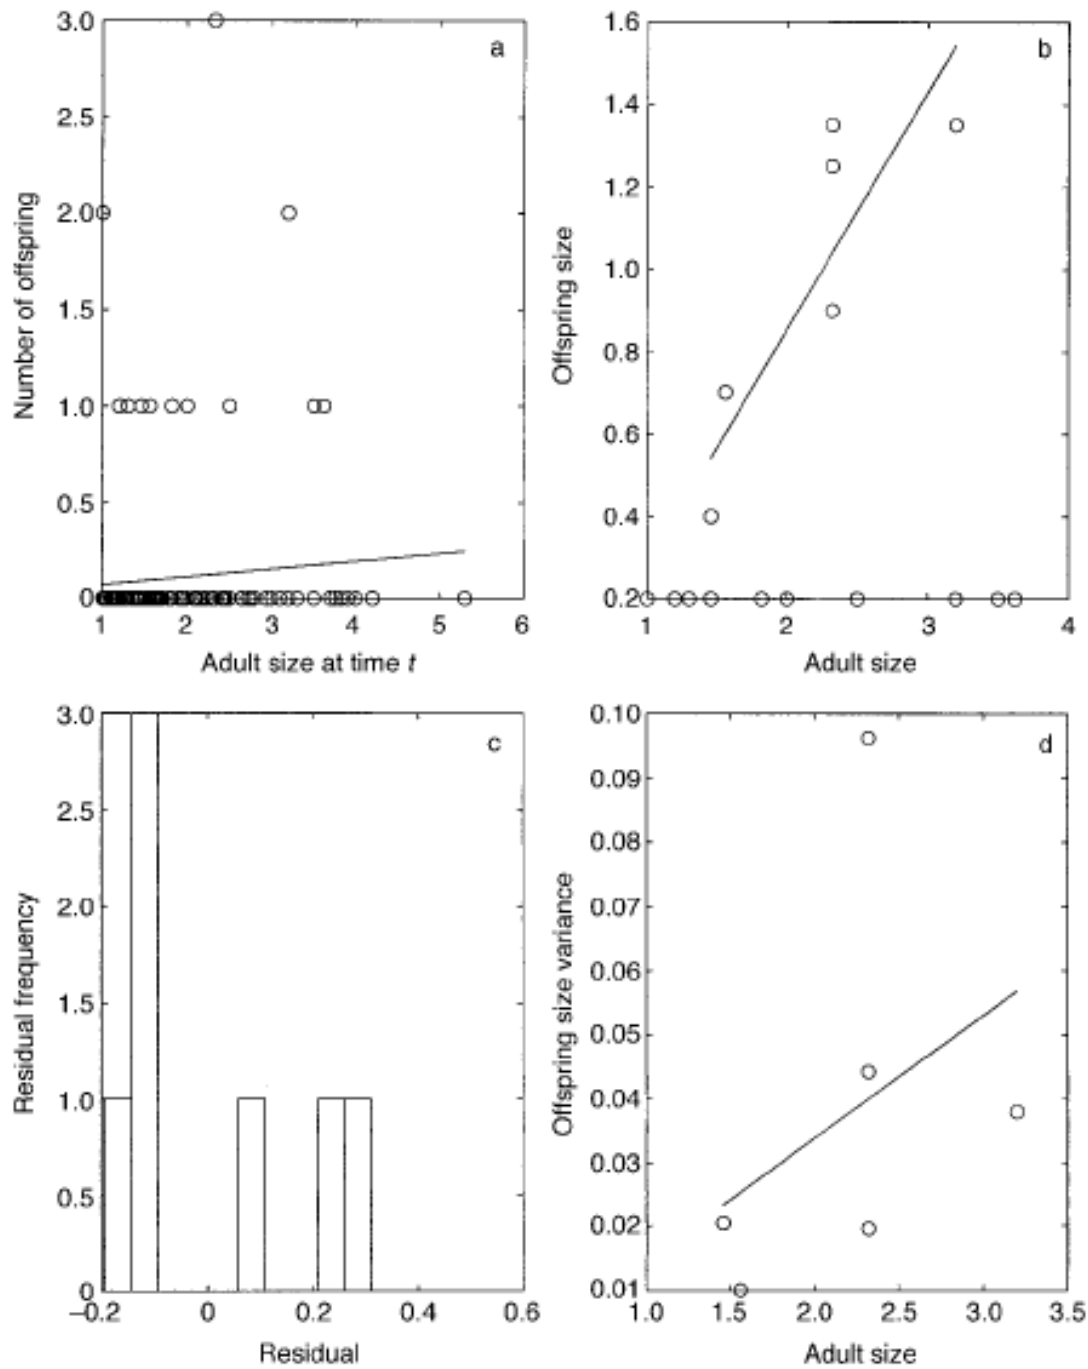 3.0
2.5
2.0
1.5
1.0
0.5
0
1 2 3 4 5 6
Number of offspring
Adult size at time t
a
1.6
1.4
1.2
1.0
0.8
0.6
0.4
0.2
1 2 3 4
Offspring size
Adult size
b
3.0
2.5
2.0
1.5
1.0
0.5
0
–0.2 0 0.2 0.4 0.6
Residual frequency
Residual
c
0.10
0.09
0.08
0.07
0.06
0.05
0.04
0.03
0.02
0.01
1.0 1.5 2.0 2.5 3.0 3.5
Offspring size variance
Adult size
d